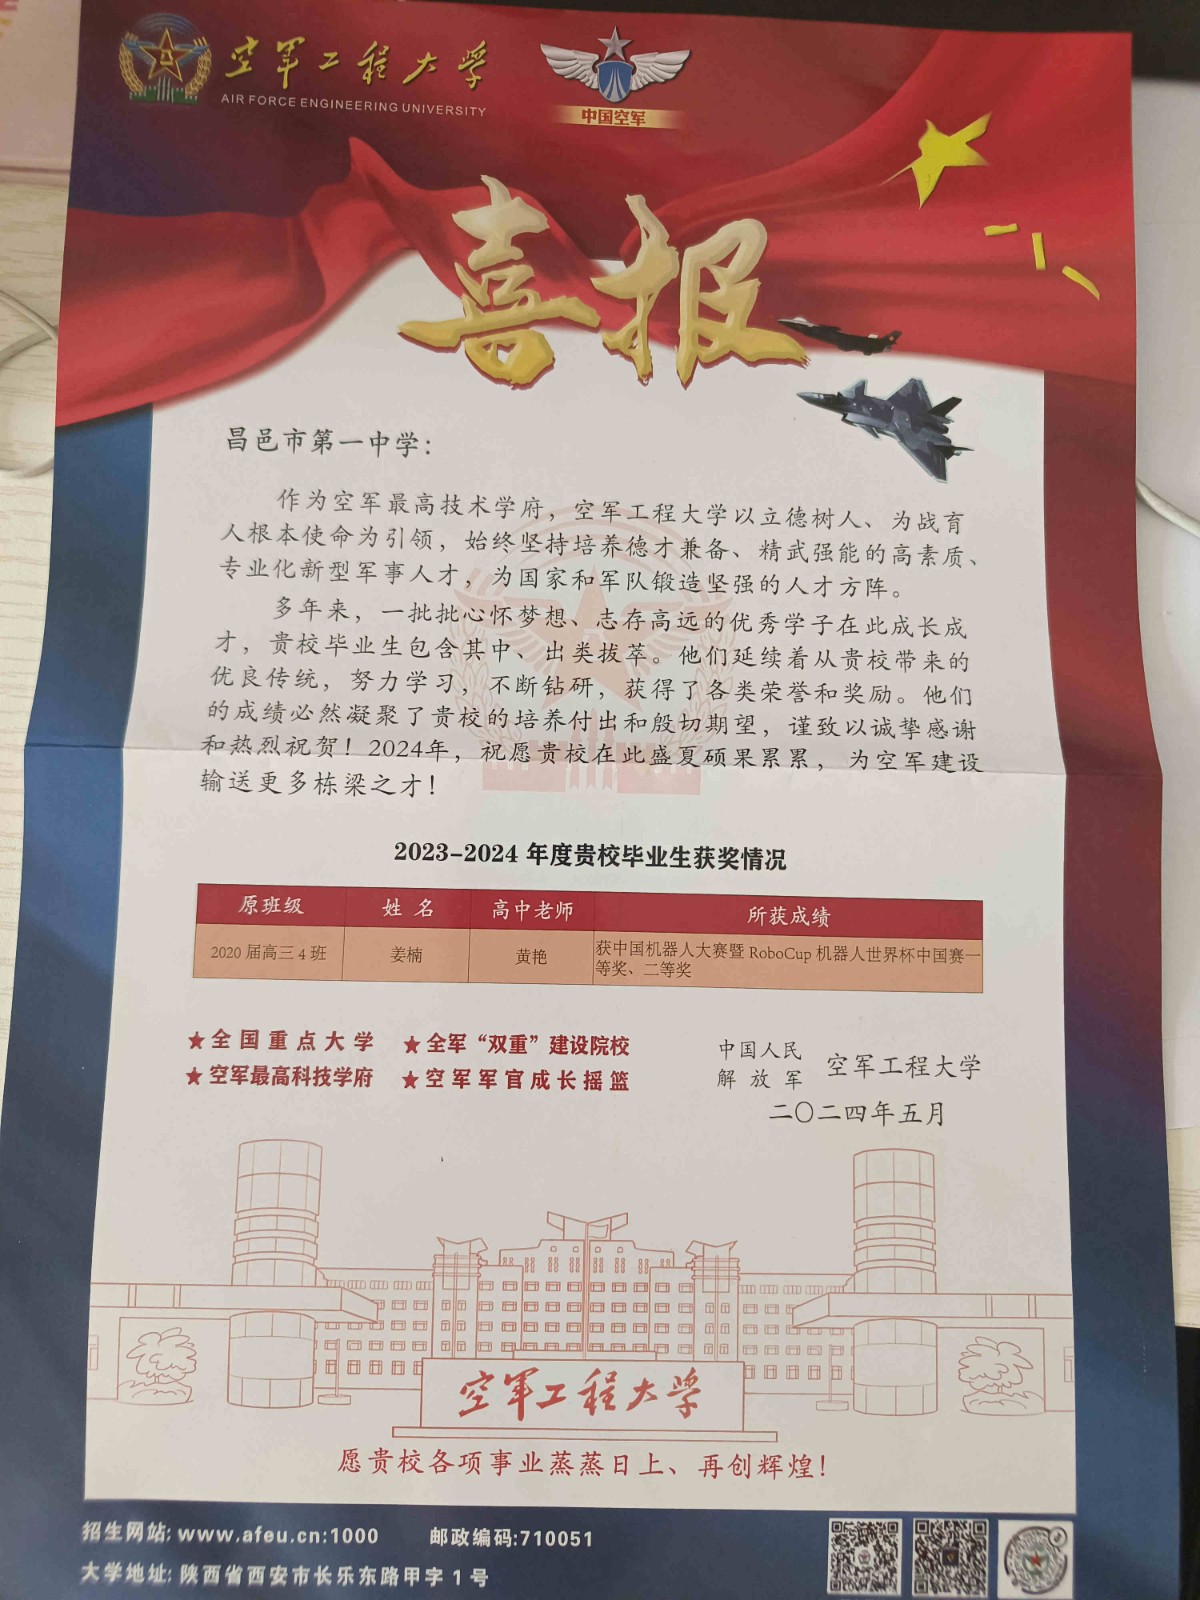 空军工程大学
AIR FORCE ENGINEERING UNIVERSITY
中国空军
喜报
昌邑市第一中学：
作为空军最高技术学府，空军工程大学以立德树人、为战育
人根本使命为引领，始终坚持培养德才兼备、精武强能的高素质、
专业化新型军事人才，为国家和军队锻造坚强的人才方阵。
多年来，一批批心怀梦想、志存高远的优秀学子在此成长成
才，贵校毕业生包含其中、出类拔萃。他们延续着从贵校带来的
优良传统，努力学习，不断钻研，获得了各类荣誉和奖励。他们
的成绩必然凝聚了贵校的培养付出和殷切期望，谨致以诚挚感谢
和热烈祝贺！2024年，祝愿贵校在此盛夏硕果累累，为空军建设
输送更多栋梁之才！
2023-2024 年度贵校毕业生获奖情况
原班级 姓 名 高中老师 所获成绩
2020 届高三 4 班 姜楠 黄艳 获中国机器人大赛暨 RoboCup 机器人世界杯中国赛一
等奖、二等奖
★全国重点大学 ★全军“双重”建设院校
★空军最高科技学府 ★空军军官成长摇篮
中国人民
解放军 空军工程大学
二〇二四年五月
空军工程大学
愿贵校各项事业蒸蒸日上、再创辉煌！
招生网站：www.afeu.cn:1000 邮政编码：710051
大学地址：陕西省西安市长乐东路甲字 1 号